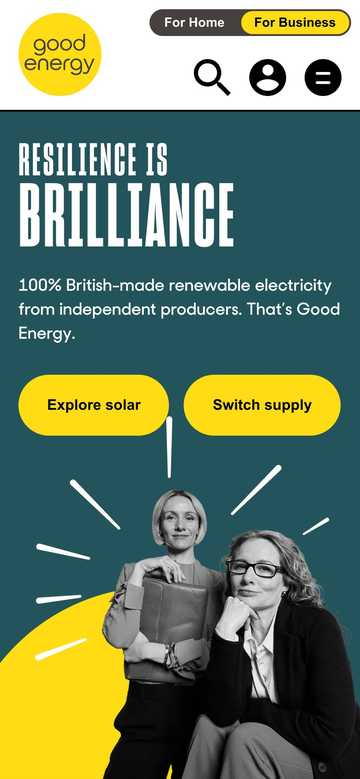 For Home
For Business
good
energy
RESILIENCE IS
BRILLIANCE
100% British-made renewable electricity
from independent producers. That's Good
Energy.
Explore solar
Switch supply